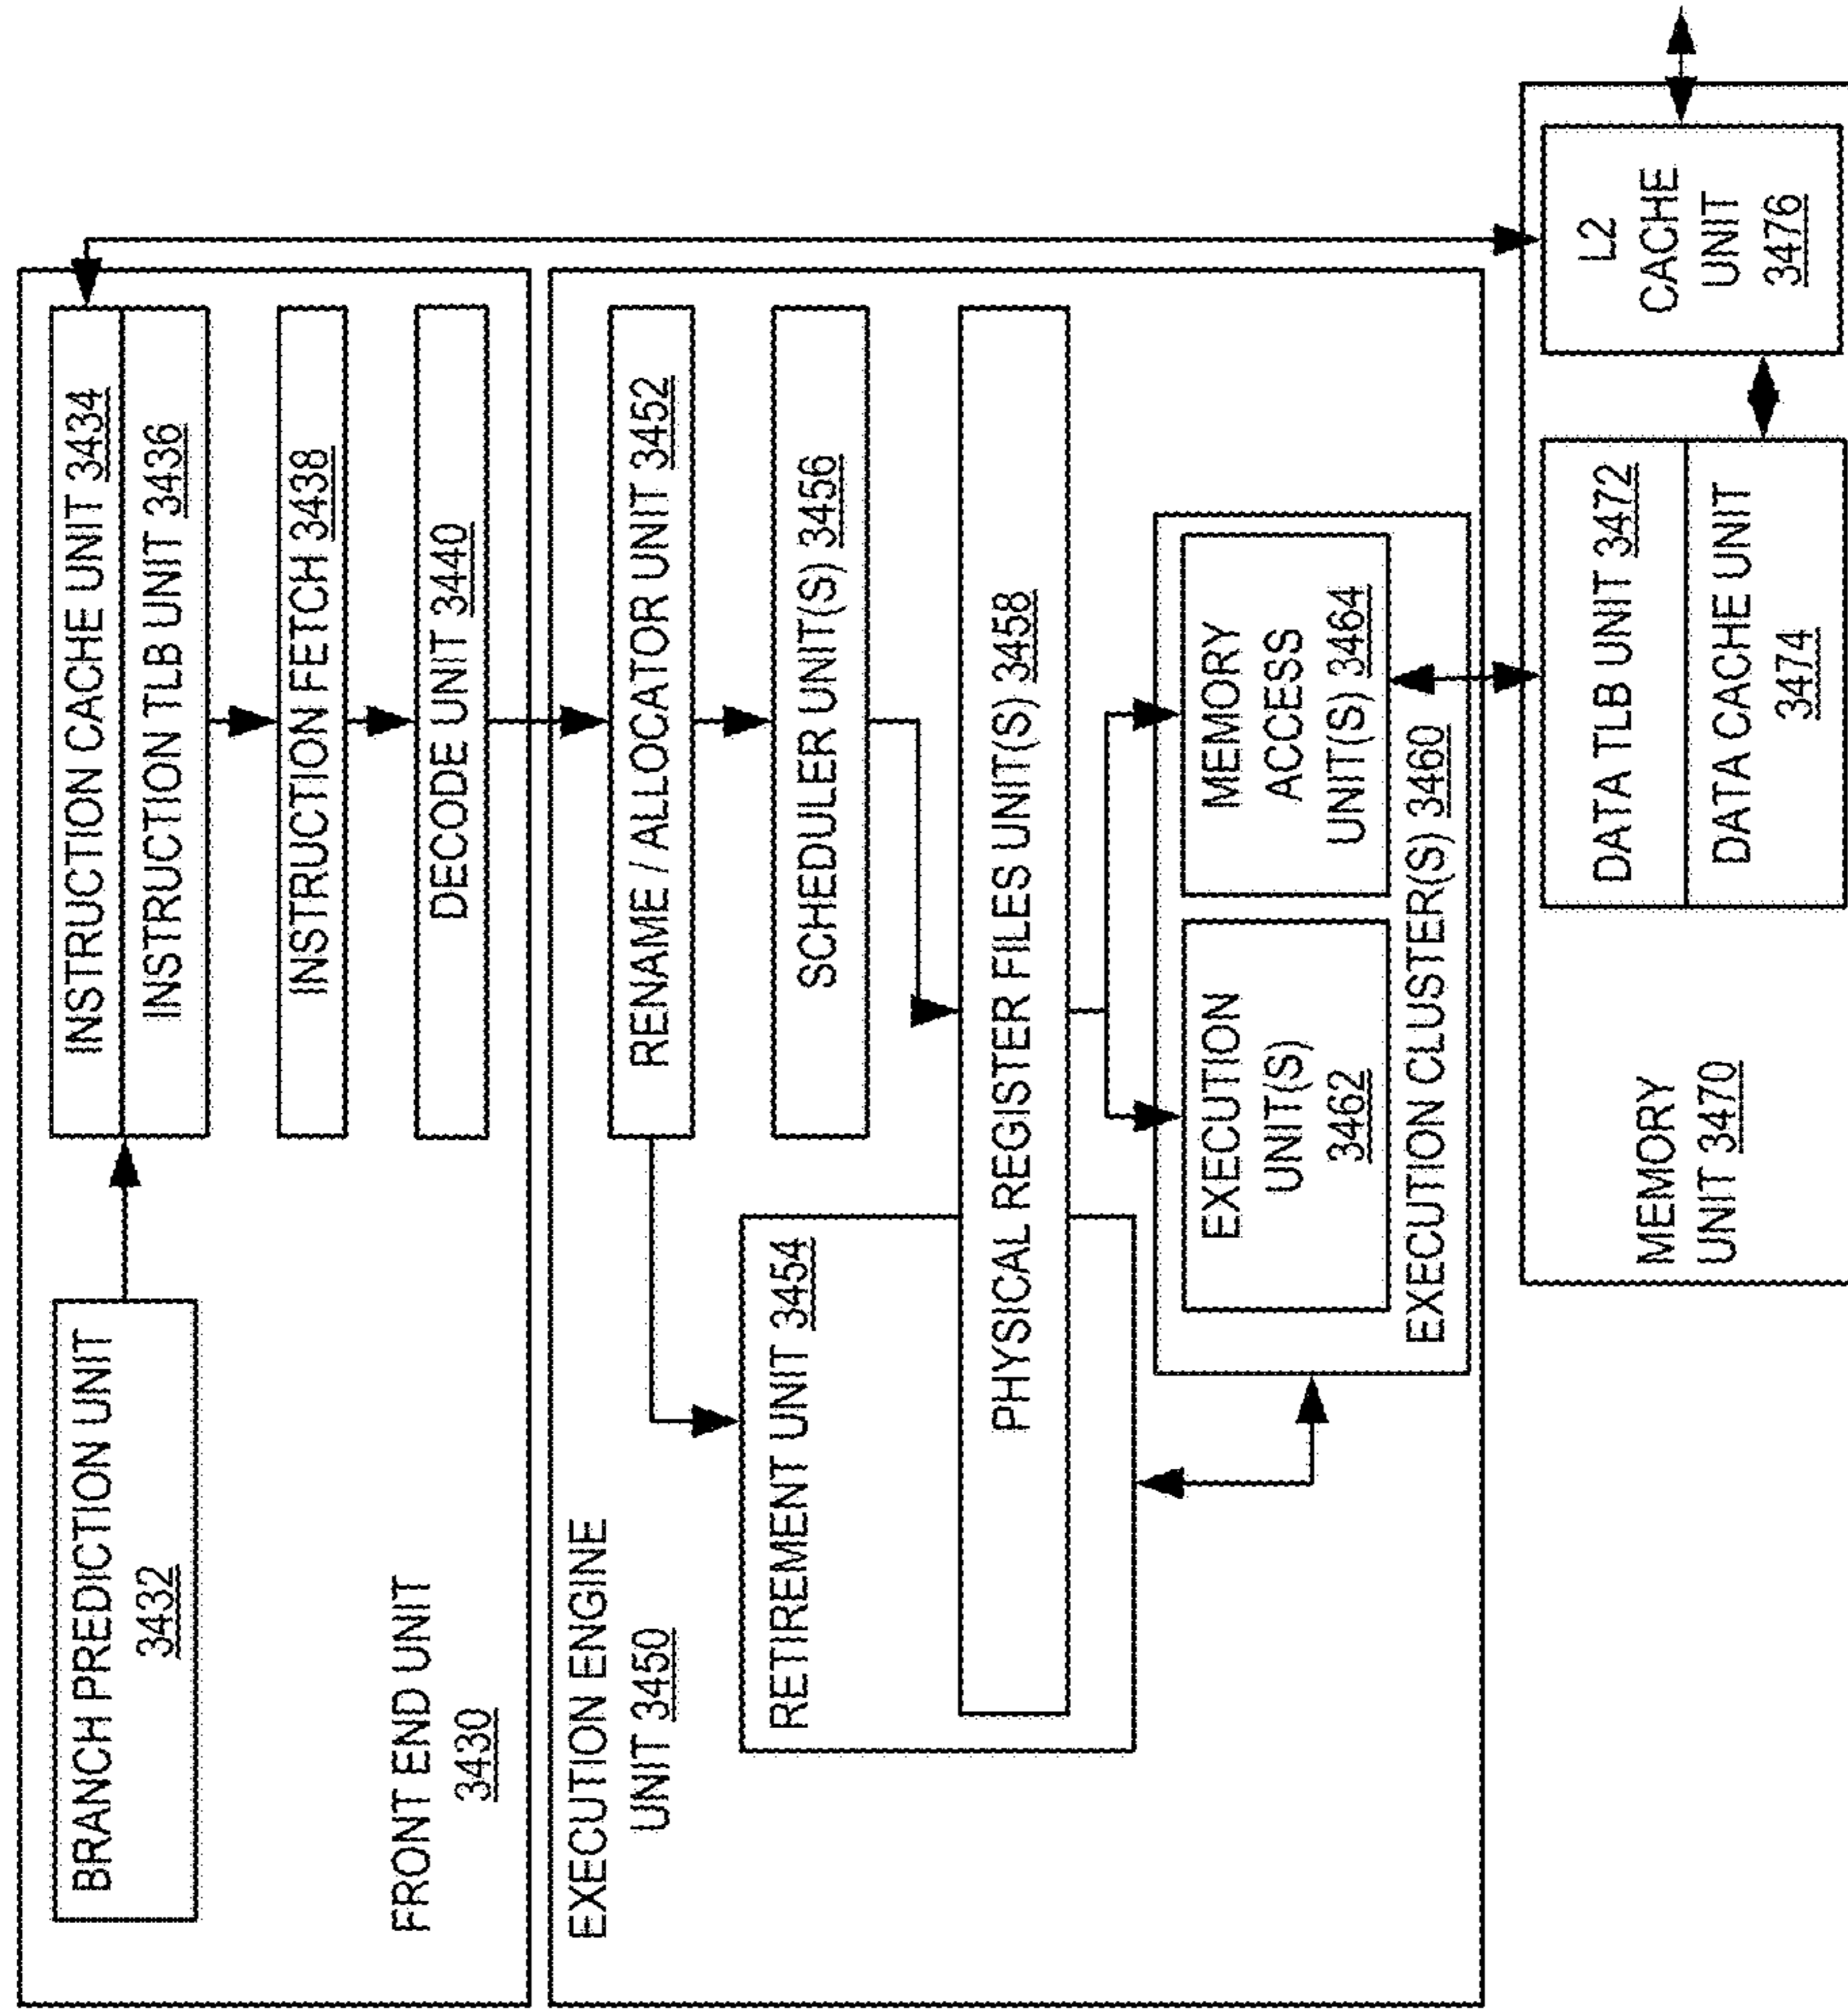 BRANCH PREDICTION UNIT
3432
INSTRUCTION CACHE UNIT 3434
INSTRUCTION TLB UNIT 3436
INSTRUCTION FETCH 3438
DECODE UNIT 3440
FRONT END UNIT
3430
EXECUTION ENGINE
UNIT 3450
RENAME / ALLOCATOR UNIT 3452
RETIREMENT UNIT 3454
SCHEDULER UNIT(S) 3456
PHYSICAL REGISTER FILES UNIT(S) 3458
EXECUTION
UNIT(S)
3462
MEMORY
ACCESS
UNIT(S) 3464
EXECUTION CLUSTER(S) 3460
MEMORY
UNIT 3470
DATA TLB UNIT 3472
DATA CACHE UNIT
3474
L2
CACHE
UNIT
3476